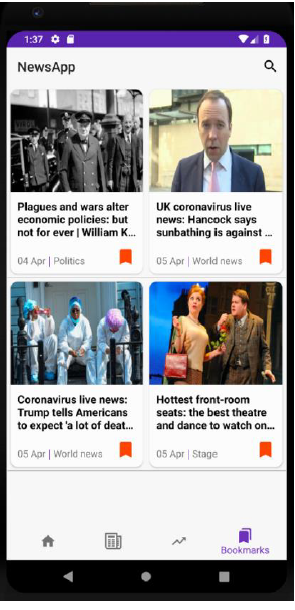 1:37
NewsApp
Plagues and wars alter
economic policies: but
not for ever | William K...
04 Apr | Politics
UK coronavirus live
news: Hancock says
sunbathing is against ...
05 Apr | World news
Coronavirus live news:
Trump tells Americans
to expect 'a lot of deat...
05 Apr | World news
Hottest front-room
seats: the best theatre
and dance to watch on...
05 Apr | Stage
Bookmarks